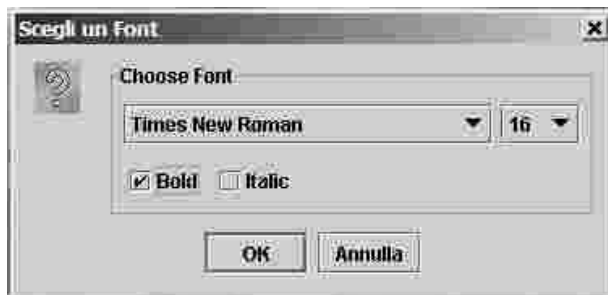 Scegli un Font
Choose Font
Times New Roman 16
Bold Italic
OK Annulla